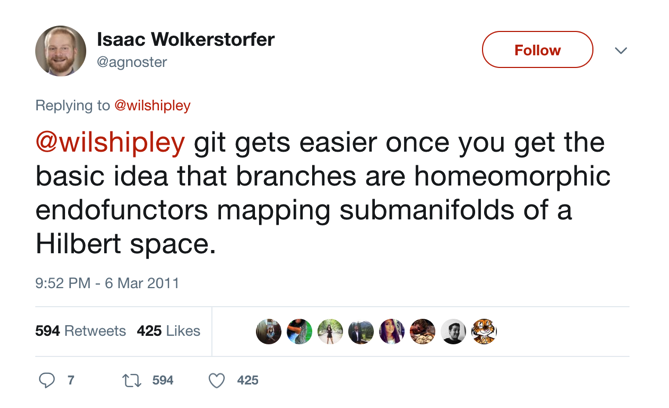 Isaac Wolkerstorfer
@agnoster
Follow
Replying to @wilshipley
@wilshipley git gets easier once you get the
basic idea that branches are homeomorphic
endofunctors mapping submanifolds of a
Hilbert space.
9:52 PM - 6 Mar 2011
594 Retweets 425 Likes
7 594 425